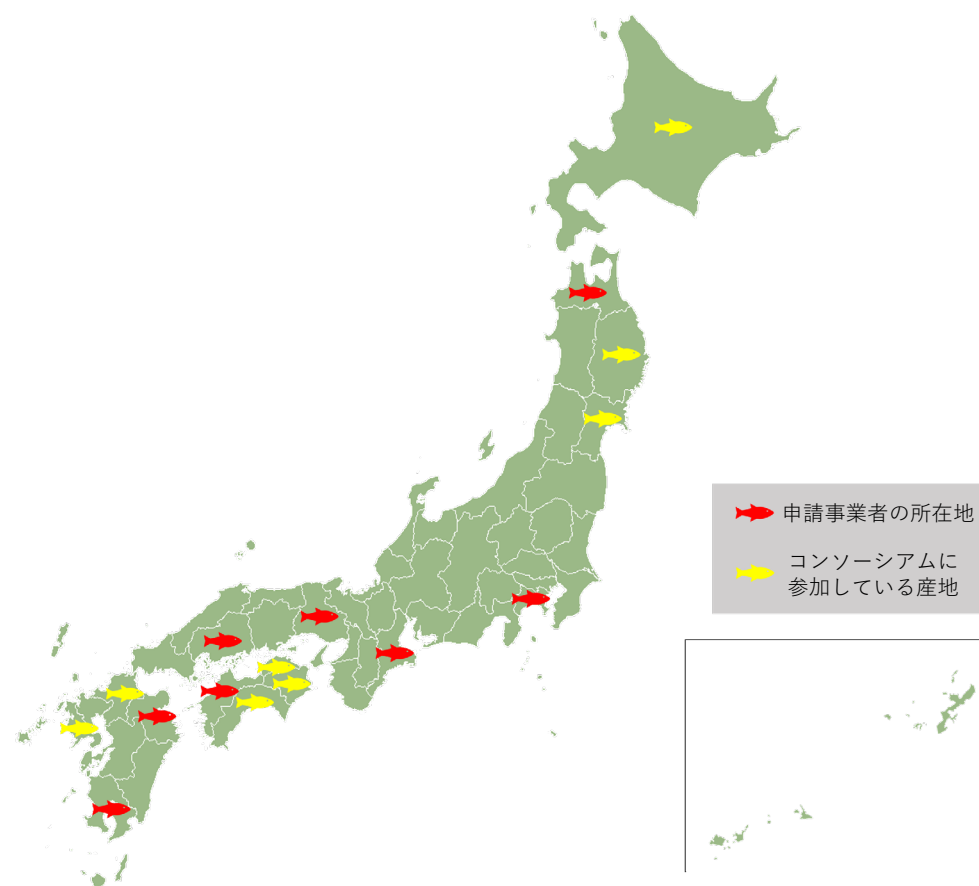 申請事業者の所在地
コンソーシアムに
参加している産地